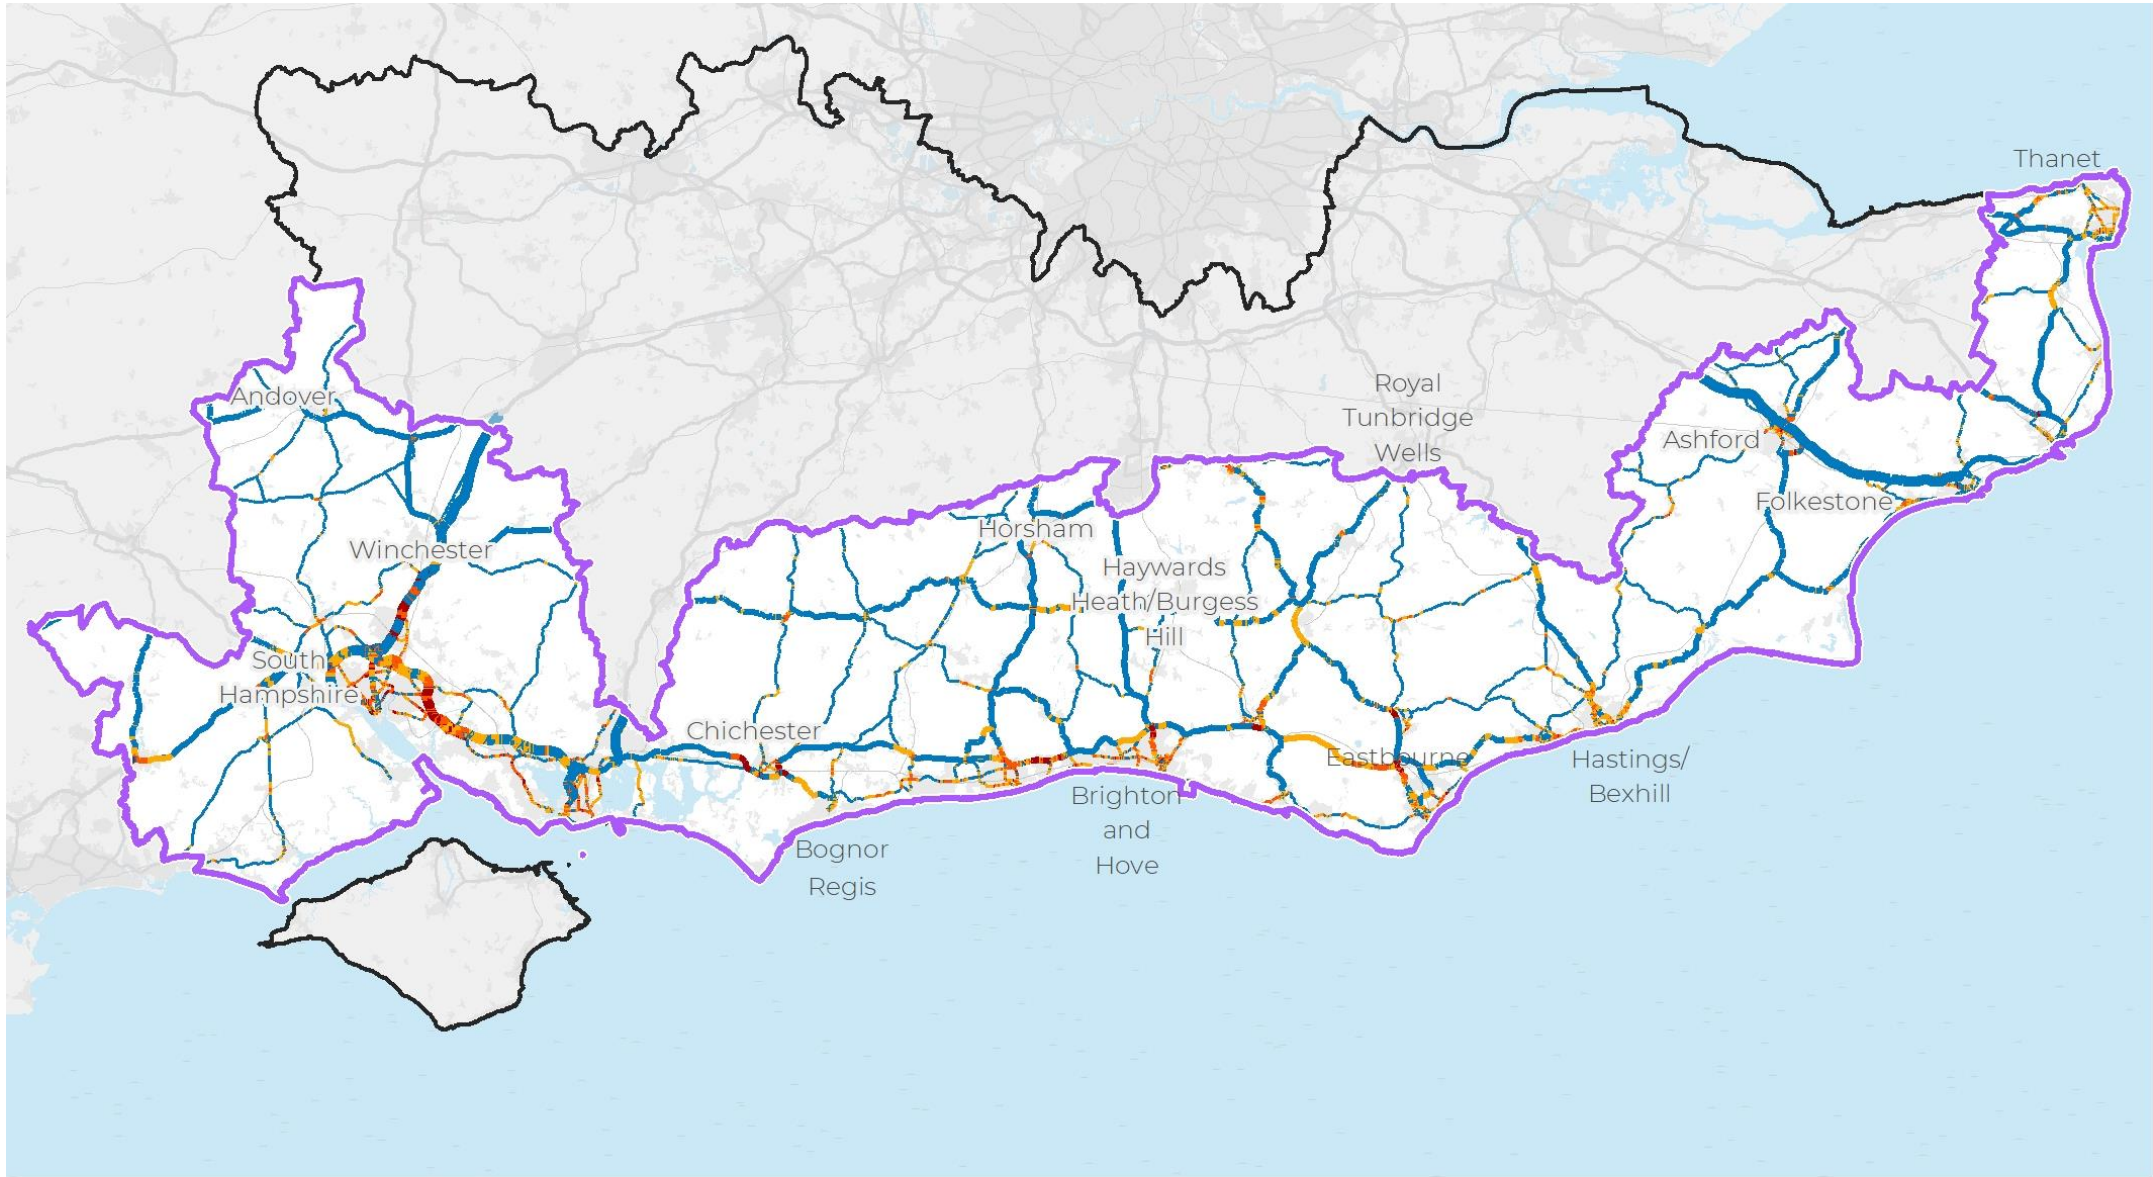 Thanet
Royal
Tunbridge
Wells
Andover
Ashford
Folkestone
Horsham
Winchester
Haywards
Heath/Burgess
Hill
South
Hampshire
Chichester
Eastbourne
Hastings/
Bexhill
Brighton
and
Hove
Bognor
Regis